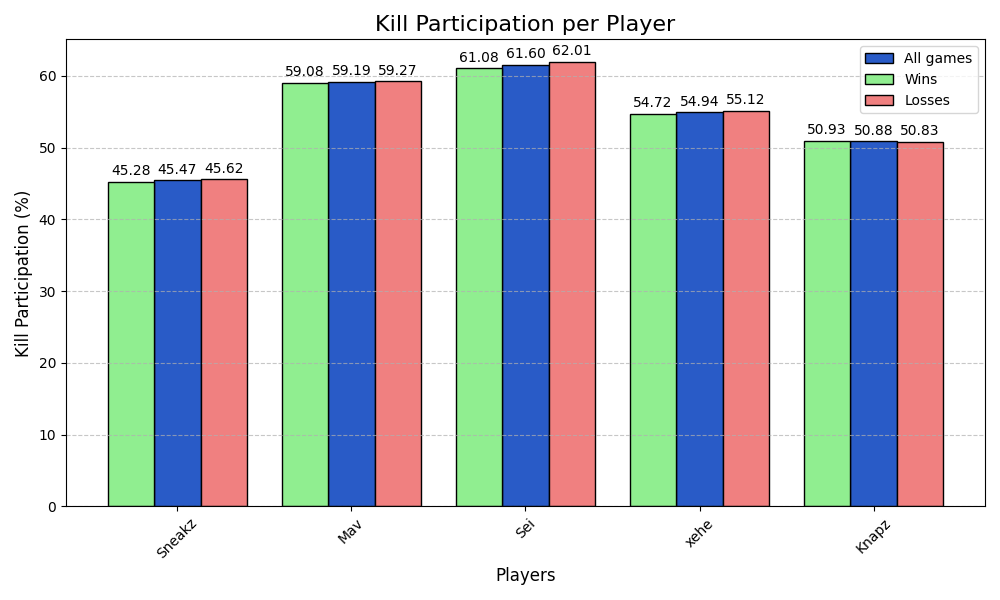 Kill Participation per Player
All games
Wins
Losses
Kill Participation (%)
60
50
40
30
20
10
0
45.28 45.47 45.62
59.08 59.19 59.27
61.08 61.60 62.01
54.72 54.94 55.12
50.93 50.88 50.83
Sneakz
Mav
Sei
xehe
Knapz
Players